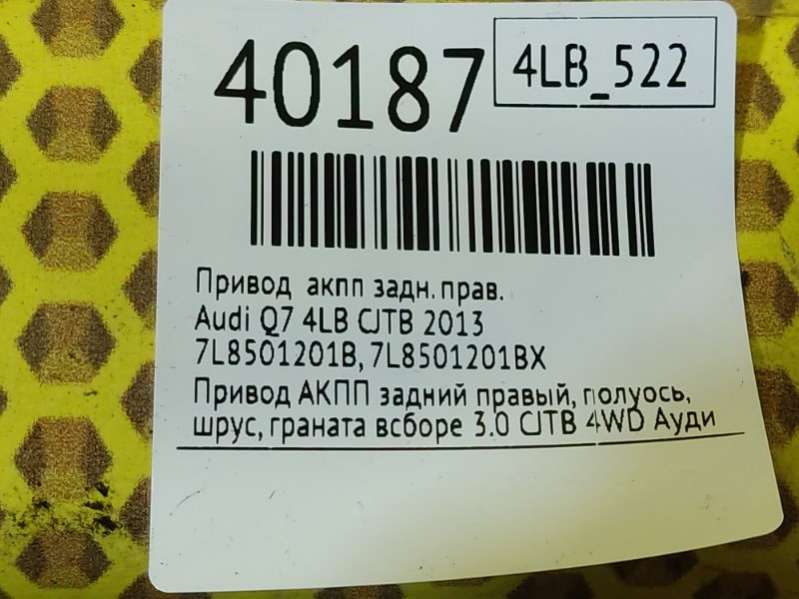 40187
4LB_522
Привод акпп задн. прав.
Audi Q7 4LB CJTB 2013
7L8501201B, 7L8501201BX
Привод АКПП задний правый, полуось,
шрус, граната всборе 3.0 CJTB 4WD Ауди